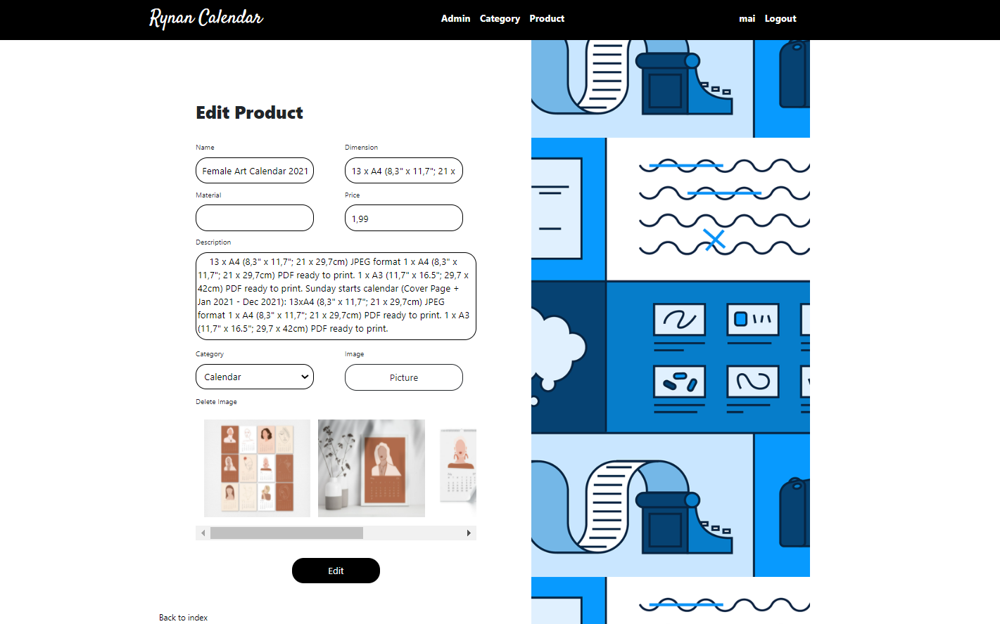 Rynan Calendar
Admin Category Product
mai Logout
Edit Product
Name Dimension
Female Art Calendar 2021 13 x A4 (8,3" x 11,7"; 21 x
Material Price
1,99
Description
13 x A4 (8,3" x 11,7"; 21 x 29,7cm) JPEG format 1 x A4 (8,3" x
11,7"; 21 x 29,7cm) PDF ready to print. 1 x A3 (11,7" x 16.5"; 29,7 x
42cm) PDF ready to print. Sunday starts calendar (Cover Page +
Jan 2021 - Dec 2021): 13xA4 (8,3" x 11,7"; 21 x 29,7cm) JPEG
format 1 x A4 (8,3" x 11,7"; 21 x 29,7cm) PDF ready to print. 1 x A3
(11,7" x 16.5"; 29,7 x 42cm) PDF ready to print.
Category Image
Calendar Picture
Delete Image
Edit
Back to index